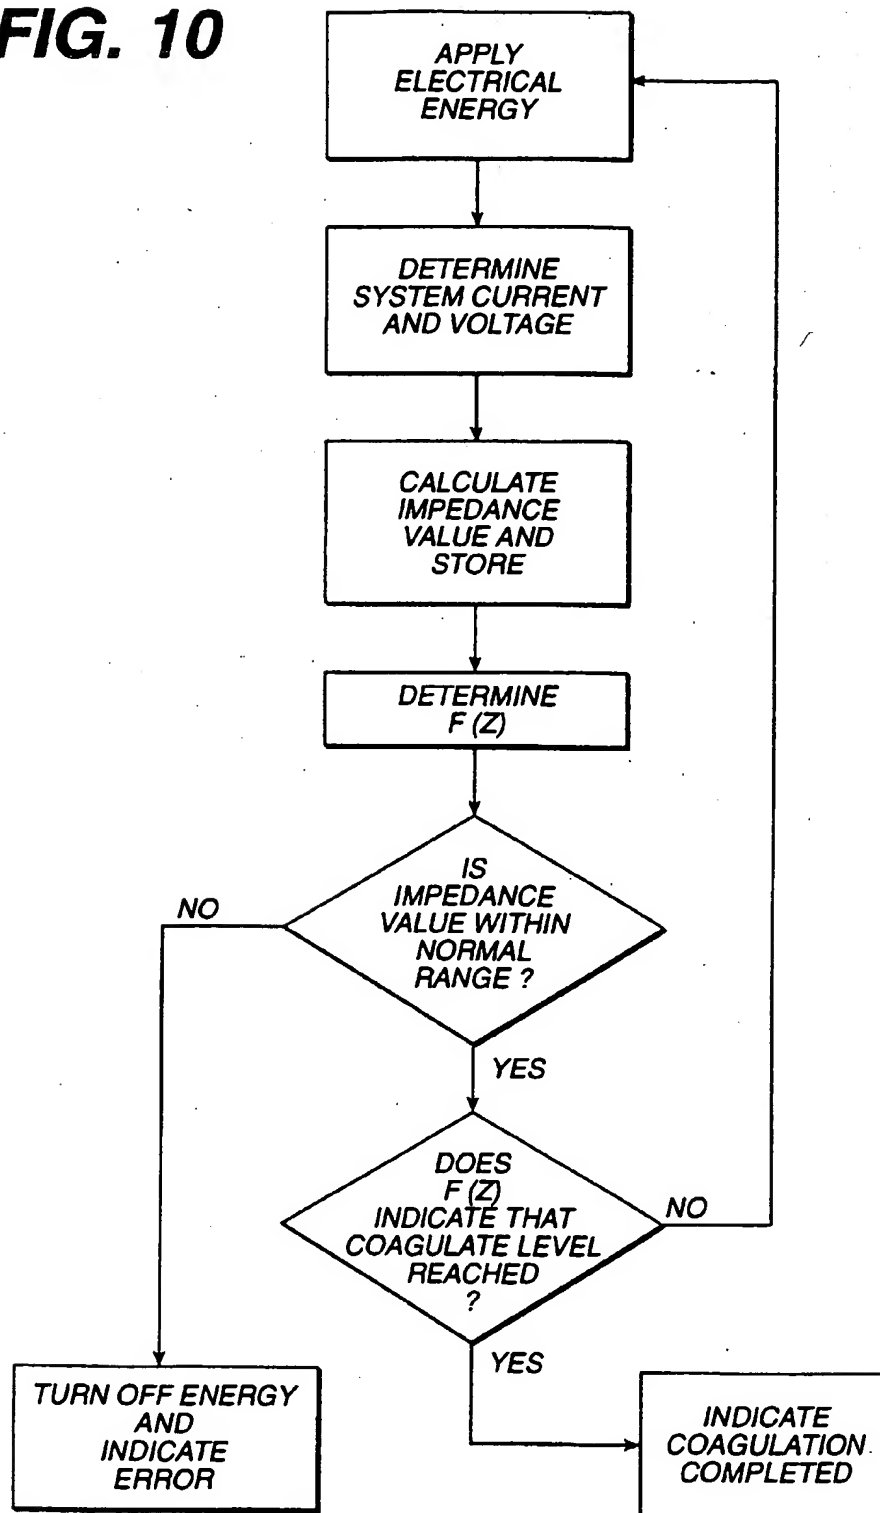 FIG. 10
APPLY
ELECTRICAL
ENERGY
DETERMINE
SYSTEM CURRENT
AND VOLTAGE
CALCULATE
IMPEDANCE
VALUE AND
STORE
DETERMINE
F (Z)
IS
IMPEDANCE
VALUE WITHIN
NORMAL
RANGE ?
NO
YES
DOES
F (Z)
INDICATE THAT
COAGULATE LEVEL
REACHED
?
NO
YES
TURN OFF ENERGY
AND
INDICATE
ERROR
INDICATE
COAGULATION
COMPLETED